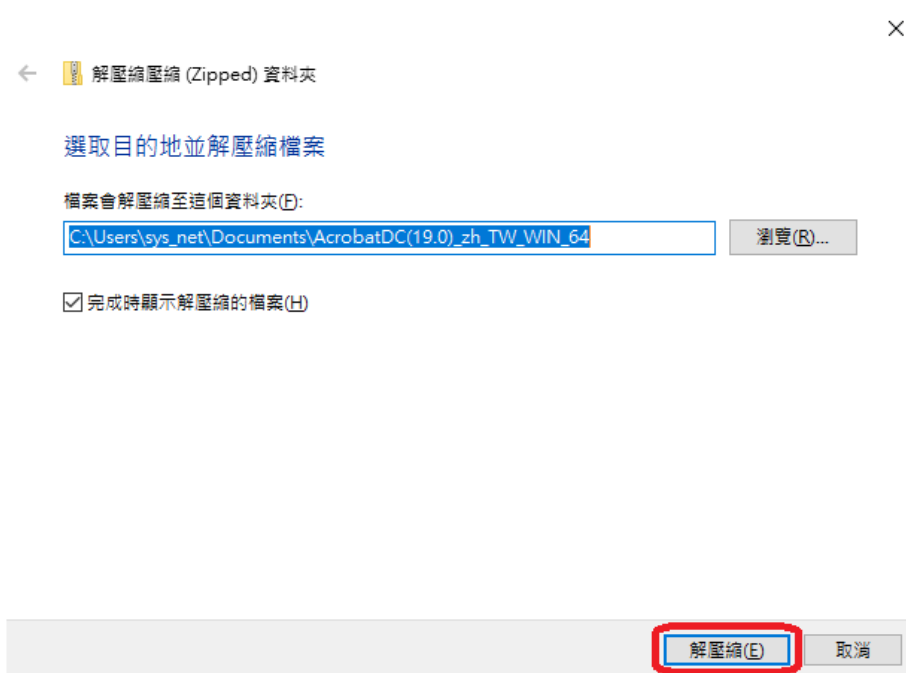 解壓縮壓縮 (Zipped) 資料夾
選取目的地並解壓縮檔案
檔案會解壓縮至這個資料夾(F):
C:\Users\sys_net\Documents\AcrobatDC(19.0)_zh_TW_WIN_64
瀏覽(R)...
完成時顯示解壓縮的檔案(H)
解壓縮(E)
取消